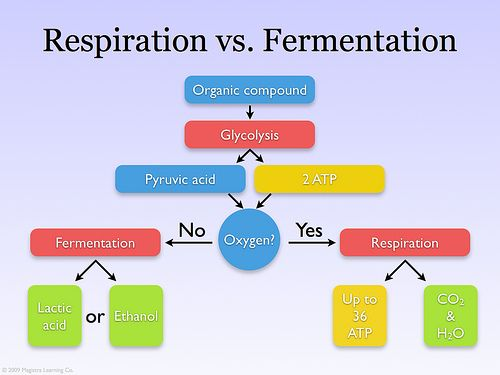 Respiration vs. Fermentation
Organic compound
Glycolysis
Pyruvic acid
2 ATP
Oxygen?
No
Yes
Fermentation
Respiration
Lactic
acid
or
Ethanol
Up to
36
ATP
CO₂
&
H₂O
© 2009 Magistra Learning Co.